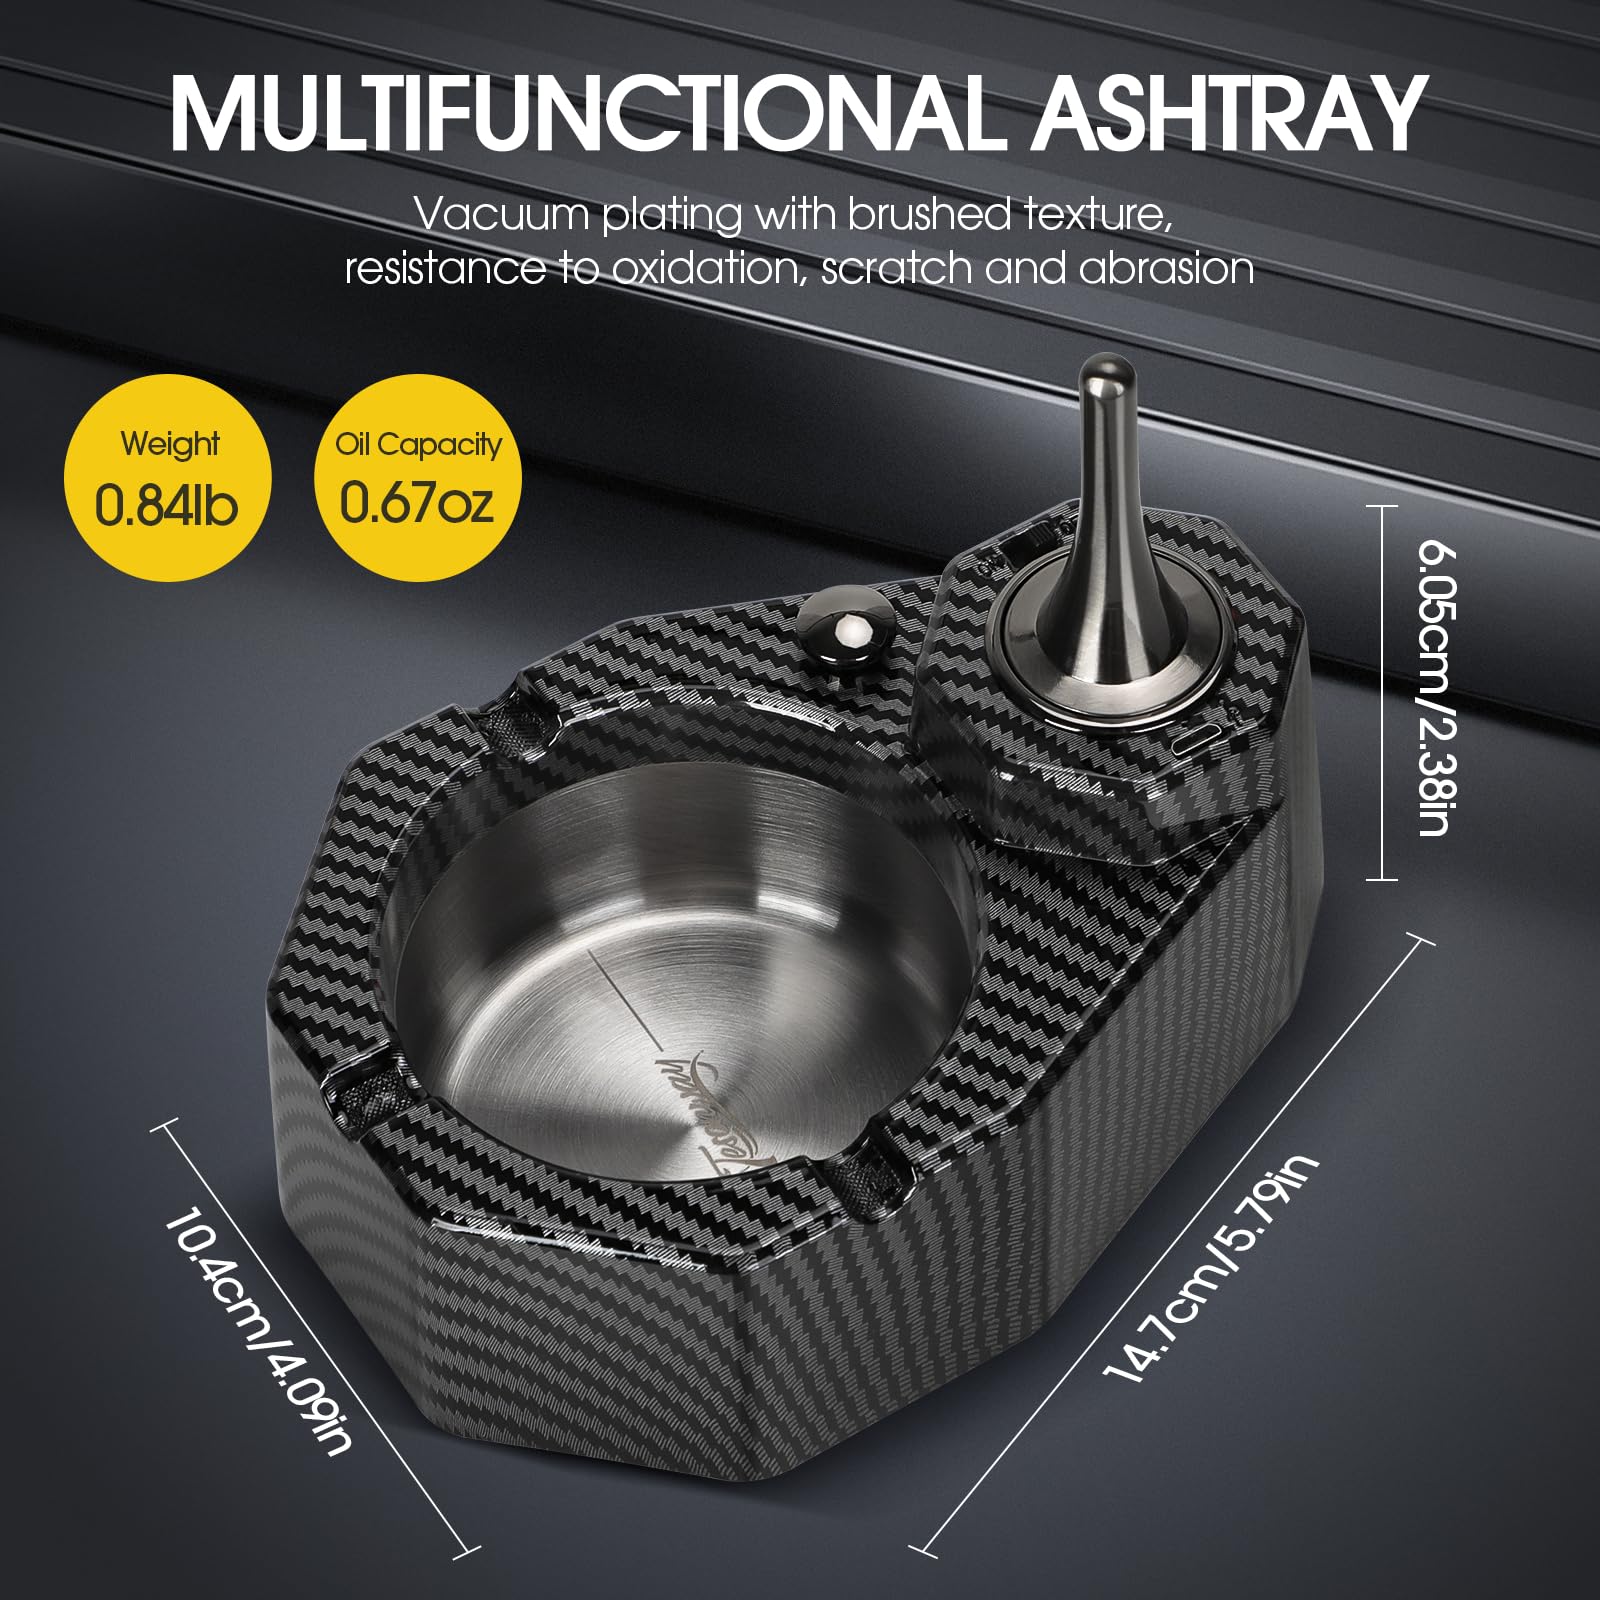 MULTIFUNCTIONAL ASHTRAY
Vacuum plating with brushed texture,
resistance to oxidation, scratch and abrasion
Weight
0.84lb
Oil Capacity
0.67oz
6.05cm/2.38in
10.4cm/4.09in
14.7cm/5.79in